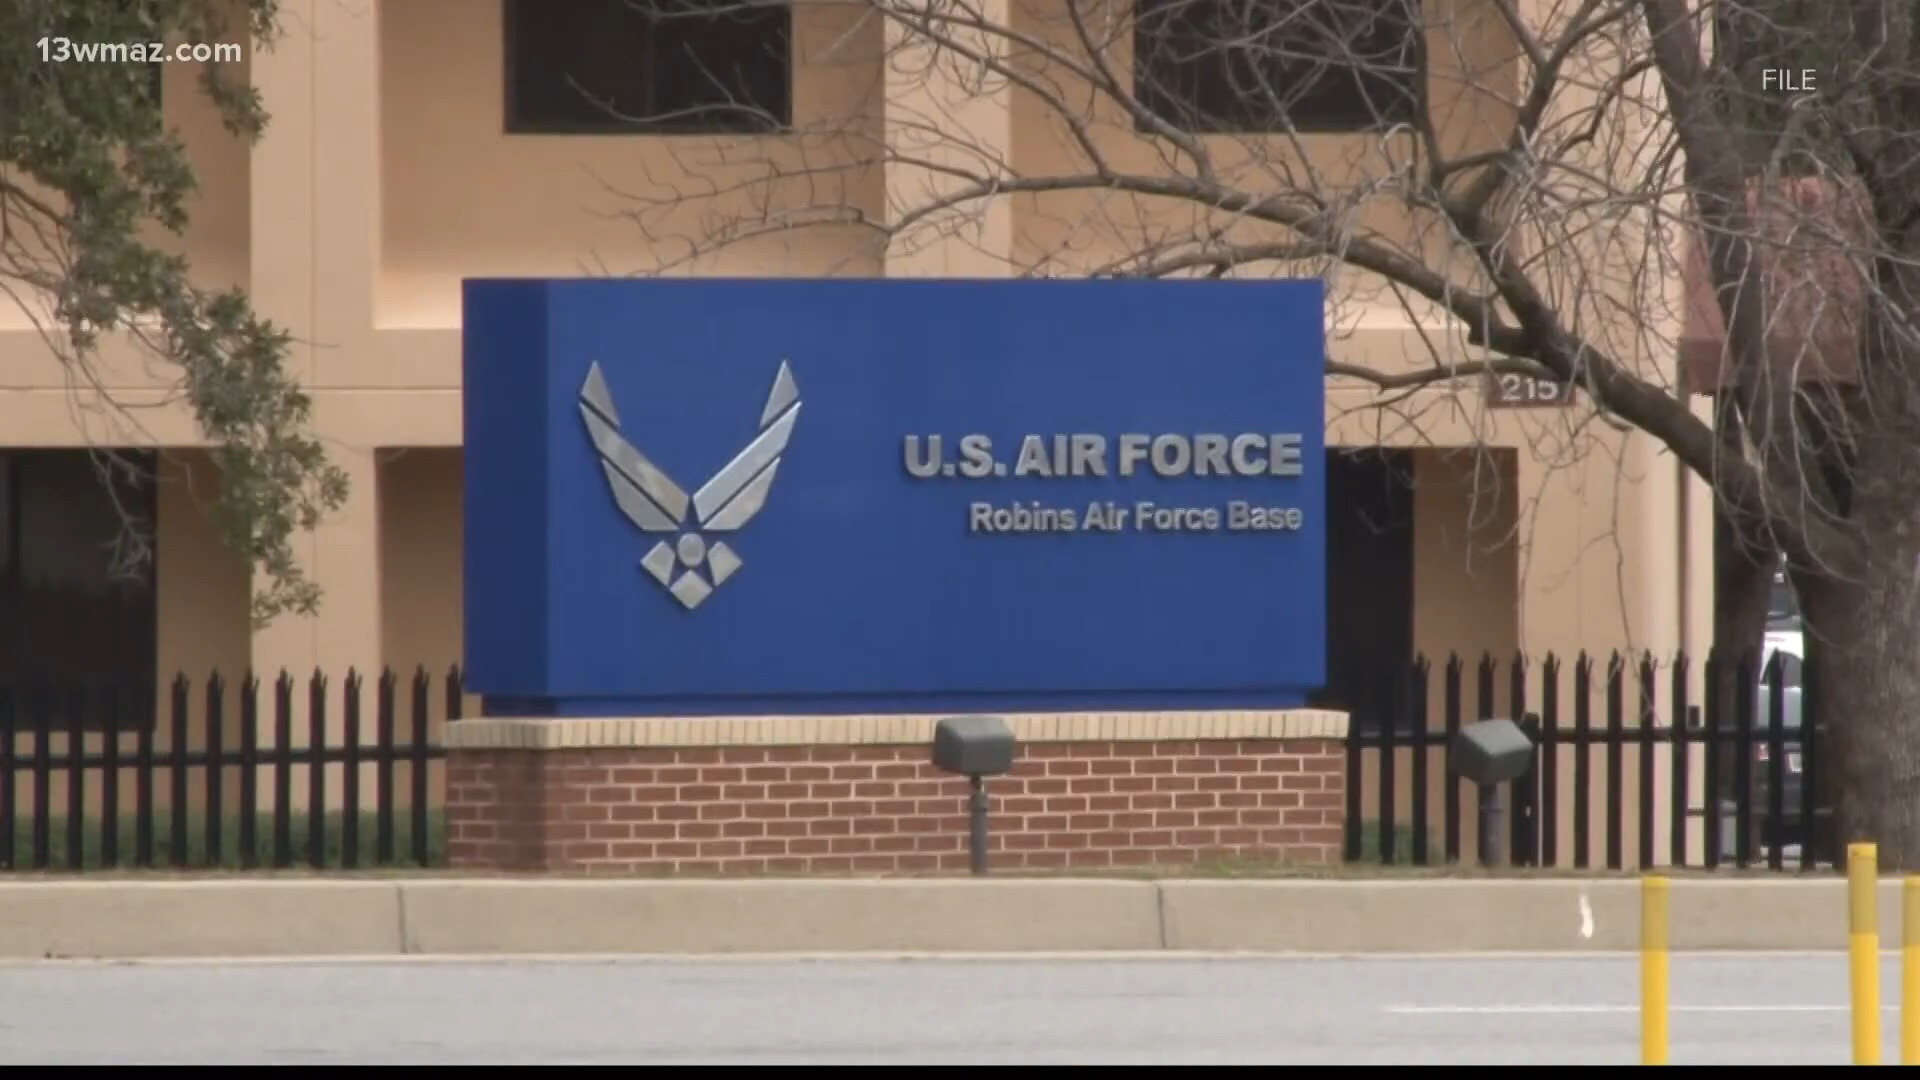 13wmaz.com
FILE
215
U.S. AIR FORCE
Robins Air Force Base